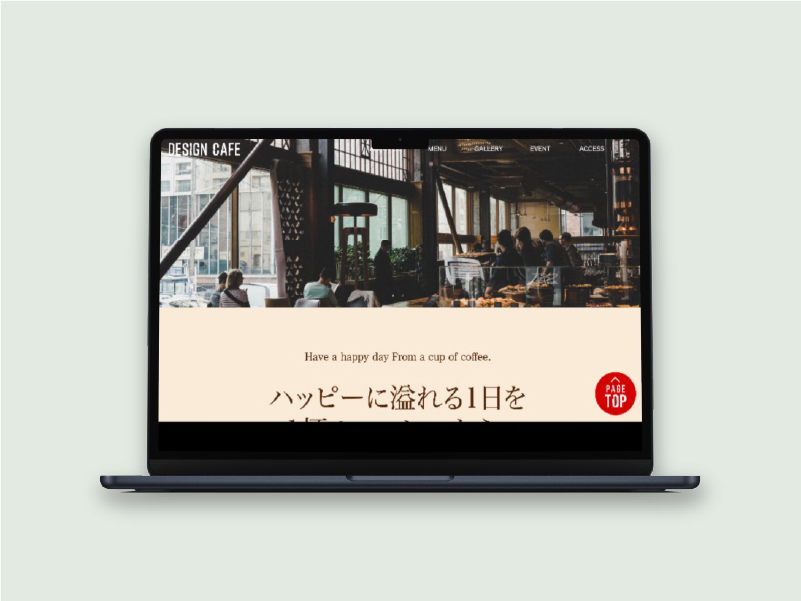 DESIGN CAFE
MENU
GALLERY
EVENT
ACCESS
Have a happy day From a cup of coffee.
ハッピーに溢れる1日を
PAGE
TOP